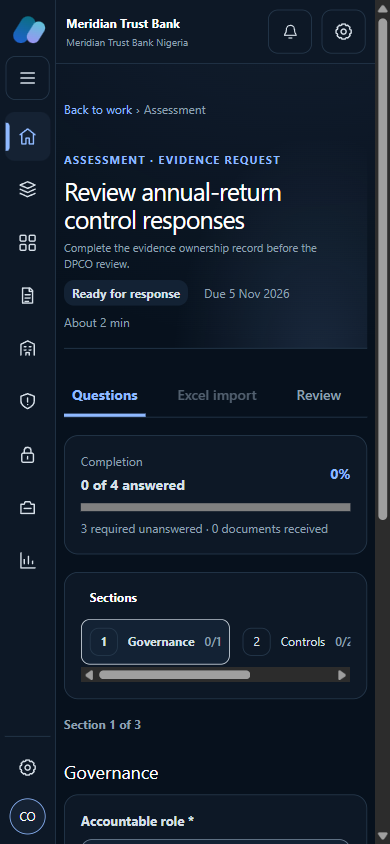 Meridian Trust Bank
Meridian Trust Bank Nigeria
Back to work › Assessment
ASSESSMENT · EVIDENCE REQUEST
Review annual-return
control responses
Complete the evidence ownership record before the
DPCO review.
Ready for response Due 5 Nov 2026
About 2 min
Questions Excel import Review
Completion
0 of 4 answered
0%
3 required unanswered · 0 documents received
Sections
1 Governance 0/1 2 Controls 0/2
Section 1 of 3
Governance
Accountable role *
CO